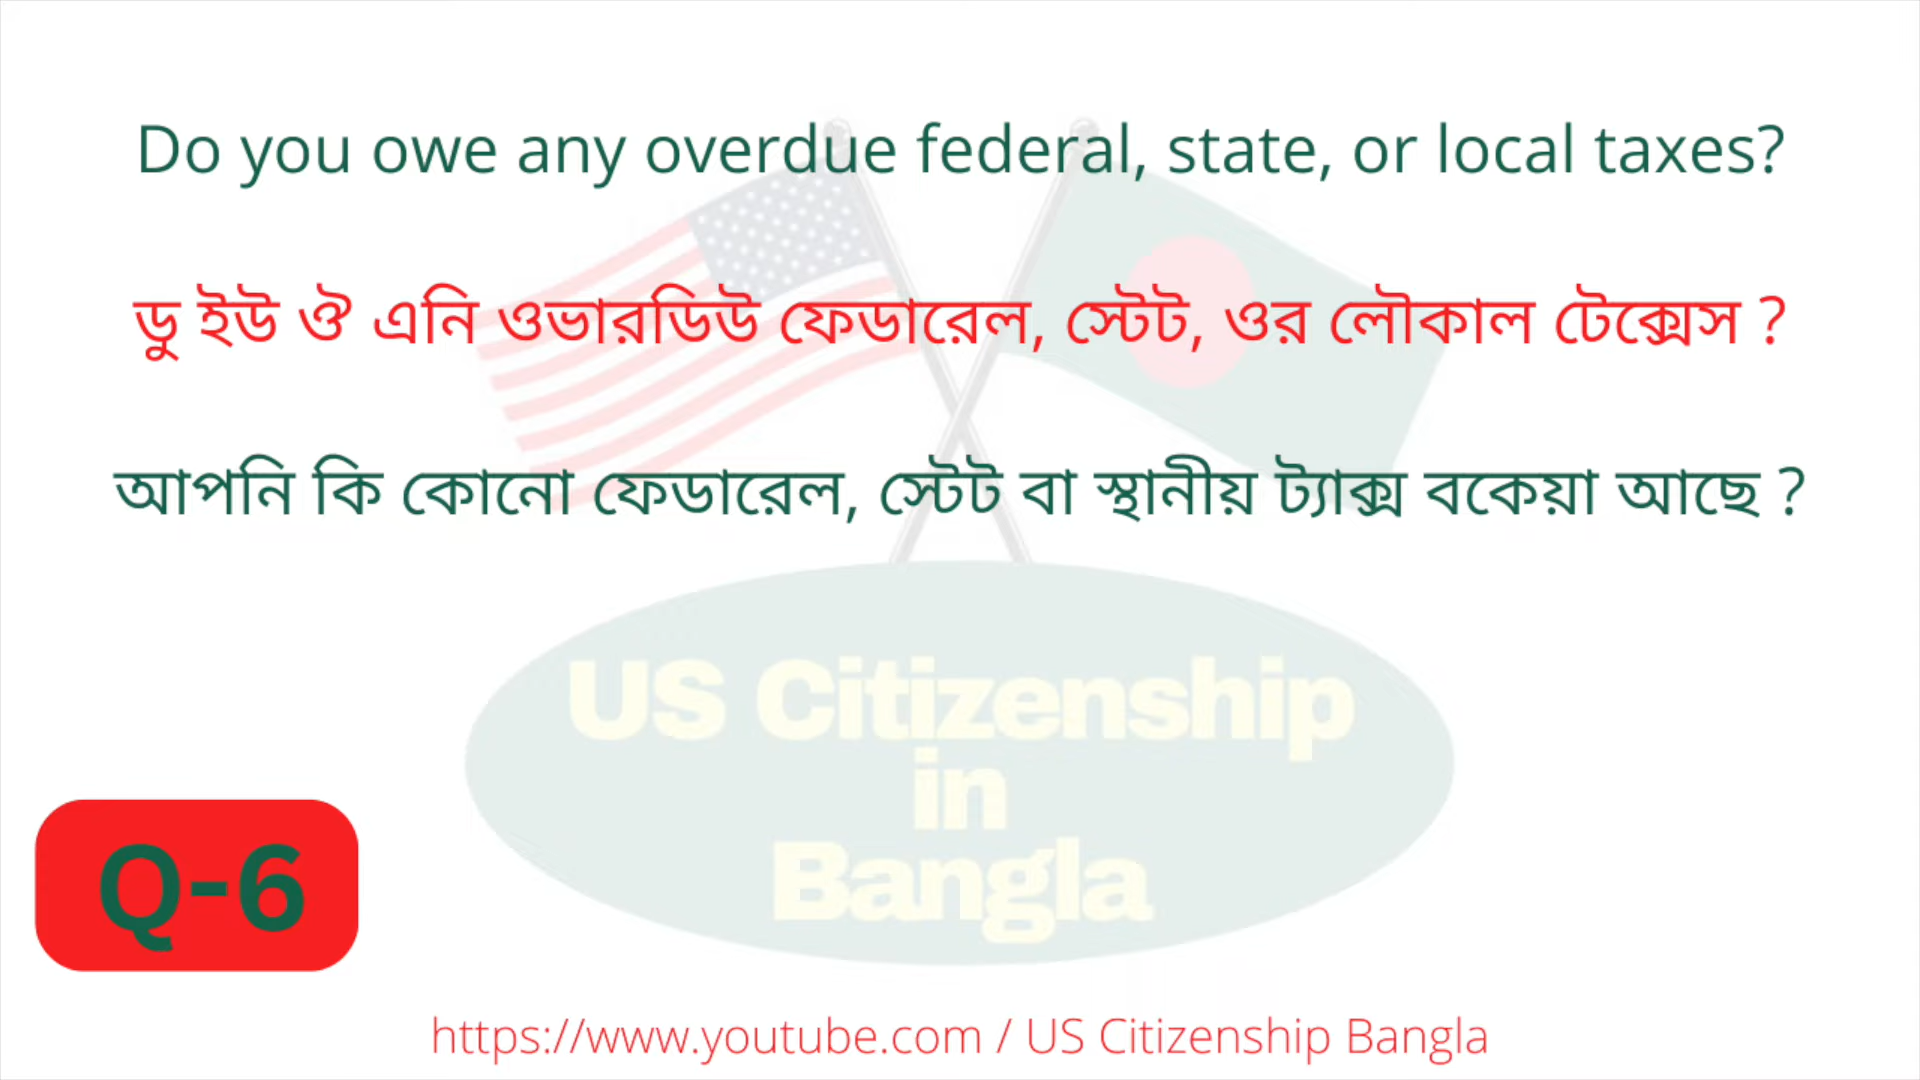 Do you owe any overdue federal, state, or local taxes?
ডু ইউ ঔ এনি ওভারডিউ ফেডারেল, স্টেট, ওর লৌকাল টেক্সেস ?
আপনি কি কোনো ফেডারেল, স্টেট বা স্থানীয় ট্যাক্স বকেয়া আছে ?
US Citizenship
in
Bangla
Q-6
https://www.youtube.com / US Citizenship Bangla